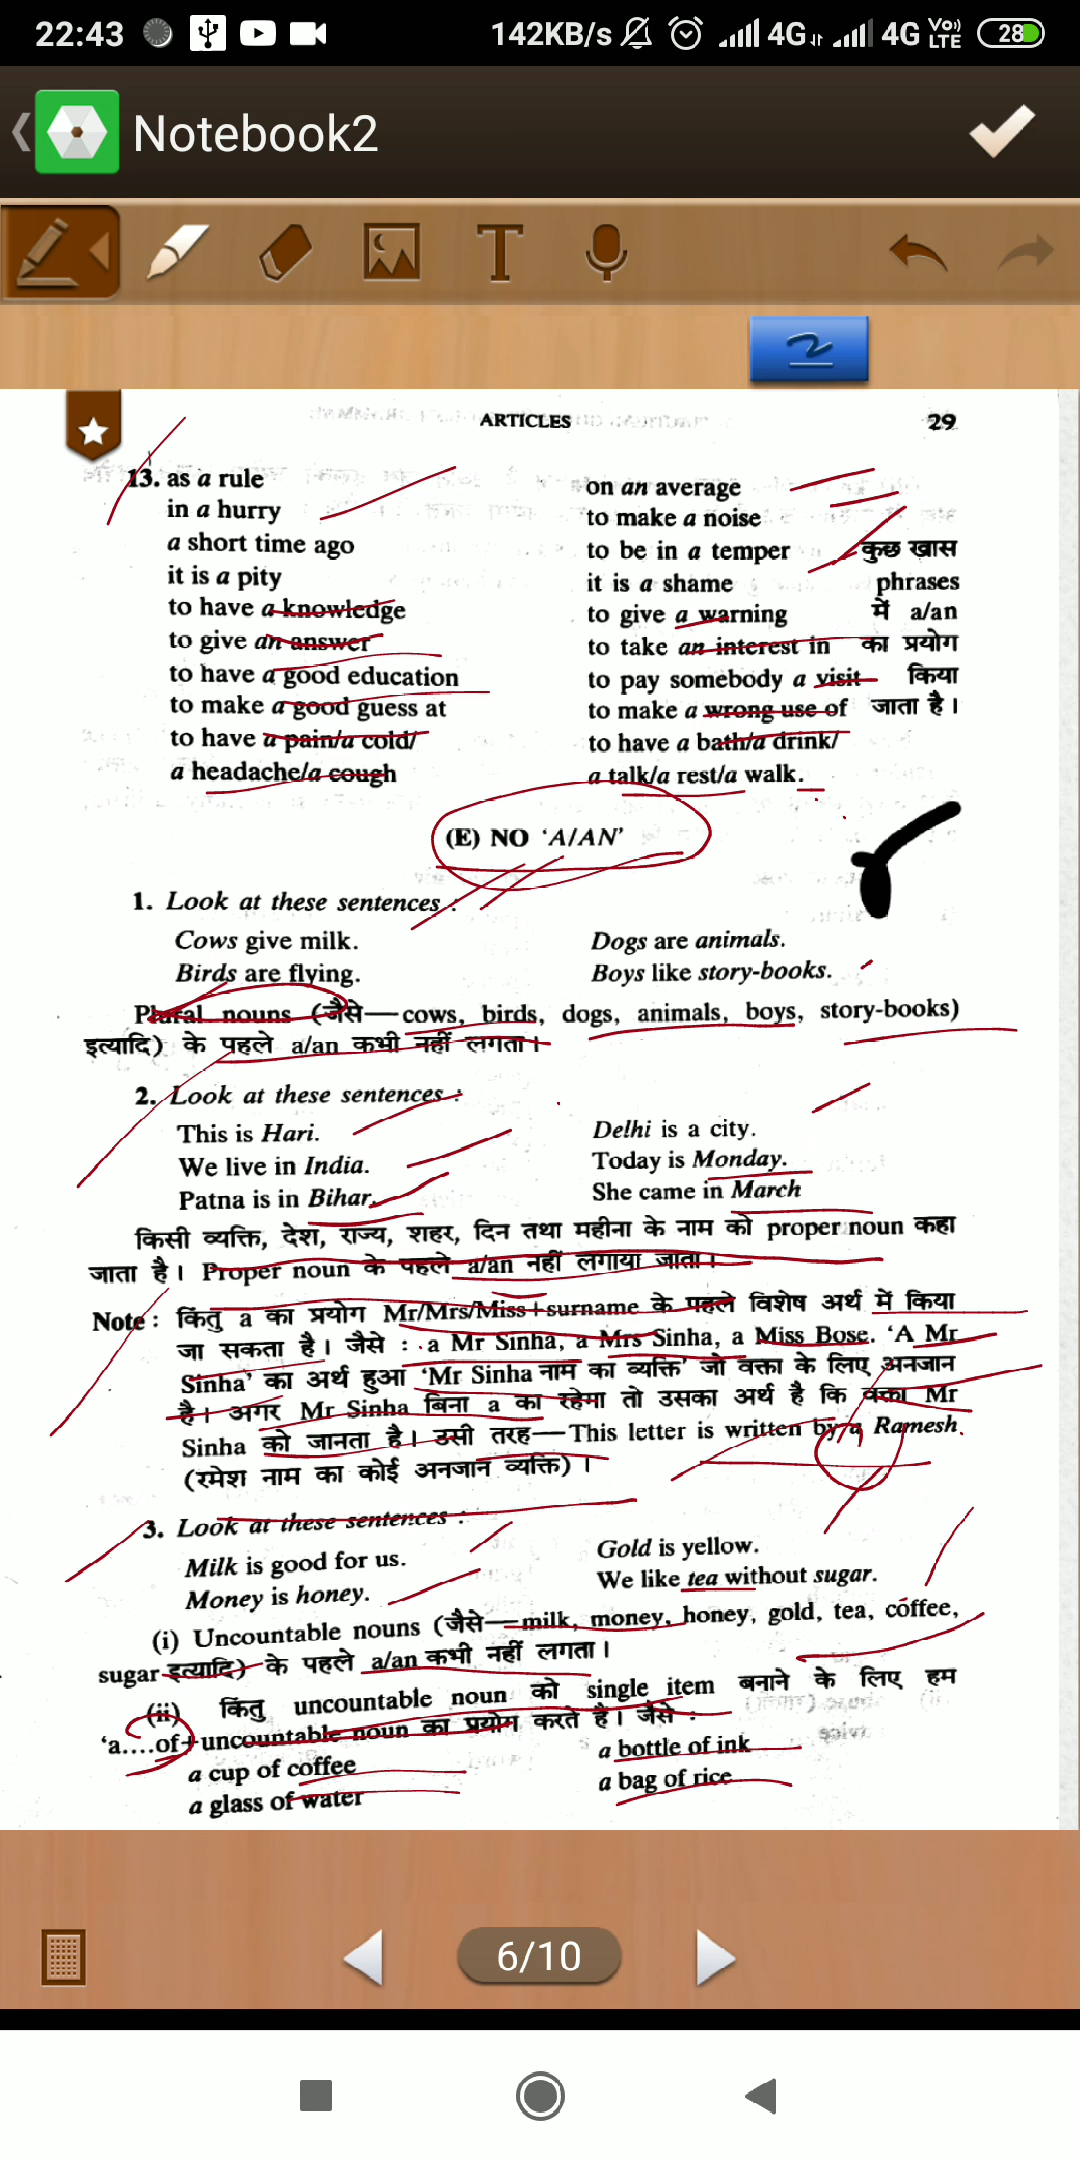 22:43 142KB/s 4G 4G Vo)) LTE 28
Notebook2
T
2
ARTICLES 29
13. as a rule on an average
in a hurry to make a noise
a short time ago to be in a temper कुछ खास
it is a pity it is a shame phrases
to have a knowledge to give a warning में a/an
to give an answer to take an interest in का प्रयोग
to have a good education to pay somebody a visit किया
to make a good guess at to make a wrong use of जाता है।
to have a pain/a cold/ to have a bath/a drink/
a headache/a cough a talk/a rest/a walk.
(E) NO ‘A/AN’
1. Look at these sentences :
Cows give milk. Dogs are animals.
Birds are flying. Boys like story-books.
Plural nouns (जैसे—cows, birds, dogs, animals, boys, story-books)
इत्यादि) के पहले a/an कभी नहीं लगता।
2. Look at these sentences :
This is Hari. Delhi is a city.
We live in India. Today is Monday.
Patna is in Bihar. She came in March
किसी व्यक्ति, देश, राज्य, शहर, दिन तथा महीना के नाम को proper noun कहा
जाता है। Proper noun के पहले a/an नहीं लगाया जाता।
Note : किंतु a का प्रयोग Mr/Mrs/Miss+surname के पहले विशेष अर्थ में किया
जा सकता है। जैसे : a Mr Sinha, a Mrs Sinha, a Miss Bose. ‘A Mr
Sinha’ का अर्थ हुआ ‘Mr Sinha नाम का व्यक्ति’ जो वक्ता के लिए अनजान
है। अगर Mr Sinha बिना a का रहेगा तो उसका अर्थ है कि वक्ता Mr
Sinha को जानता है। उसी तरह—This letter is written by a Ramesh.
(रमेश नाम का कोई अनजान व्यक्ति)।
3. Look at these sentences :
Milk is good for us. Gold is yellow.
Money is honey. We like tea without sugar.
(i) Uncountable nouns (जैसे—milk, money, honey, gold, tea, coffee,
sugar इत्यादि) के पहले a/an कभी नहीं लगता।
(ii) किंतु uncountable noun को single item बनाने के लिए हम
‘a....of+uncountable noun का प्रयोग करते है। जैसे :
a cup of coffee a bottle of ink
a glass of water a bag of rice
6/10